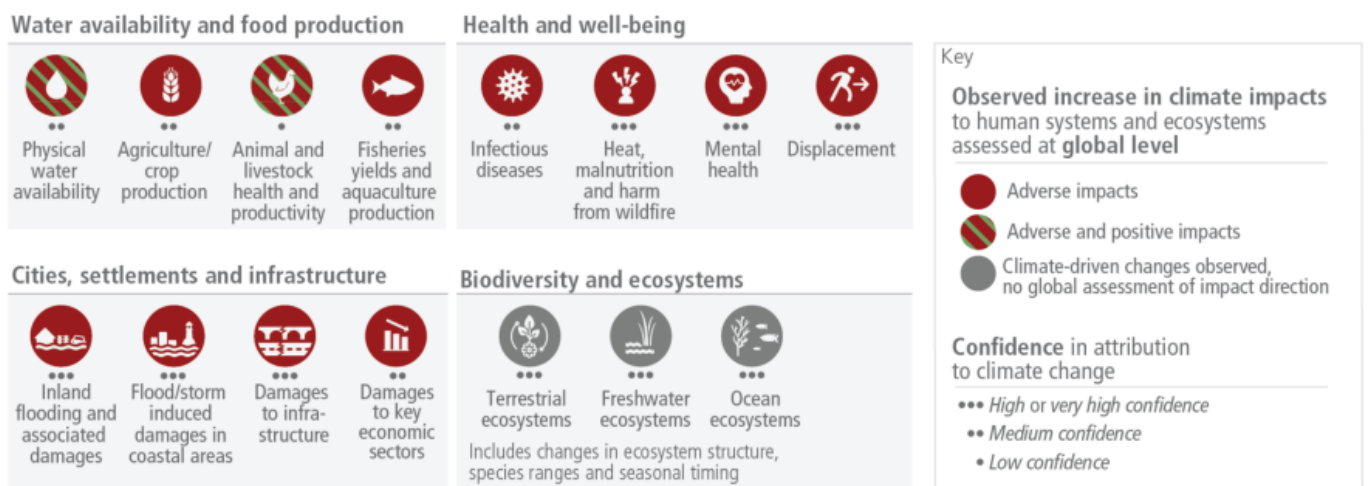 Water availability and food production
Physical
water
availability
Agriculture/
crop
production
Animal and
livestock
health and
productivity
Fisheries
yields and
aquaculture
production
Health and well-being
Infectious
diseases
Heat,
malnutrition
and harm
from wildfire
Mental
health
Displacement
Cities, settlements and infrastructure
Inland
flooding and
associated
damages
Flood/storm
induced
damages in
coastal areas
Damages
to infra-
structure
Damages
to key
economic
sectors
Biodiversity and ecosystems
Terrestrial
ecosystems
Freshwater
ecosystems
Ocean
ecosystems
Includes changes in ecosystem structure,
species ranges and seasonal timing
Key
Observed increase in climate impacts
to human systems and ecosystems
assessed at global level
Adverse impacts
Adverse and positive impacts
Climate-driven changes observed,
no global assessment of impact direction
Confidence in attribution
to climate change
••• High or very high confidence
•• Medium confidence
• Low confidence